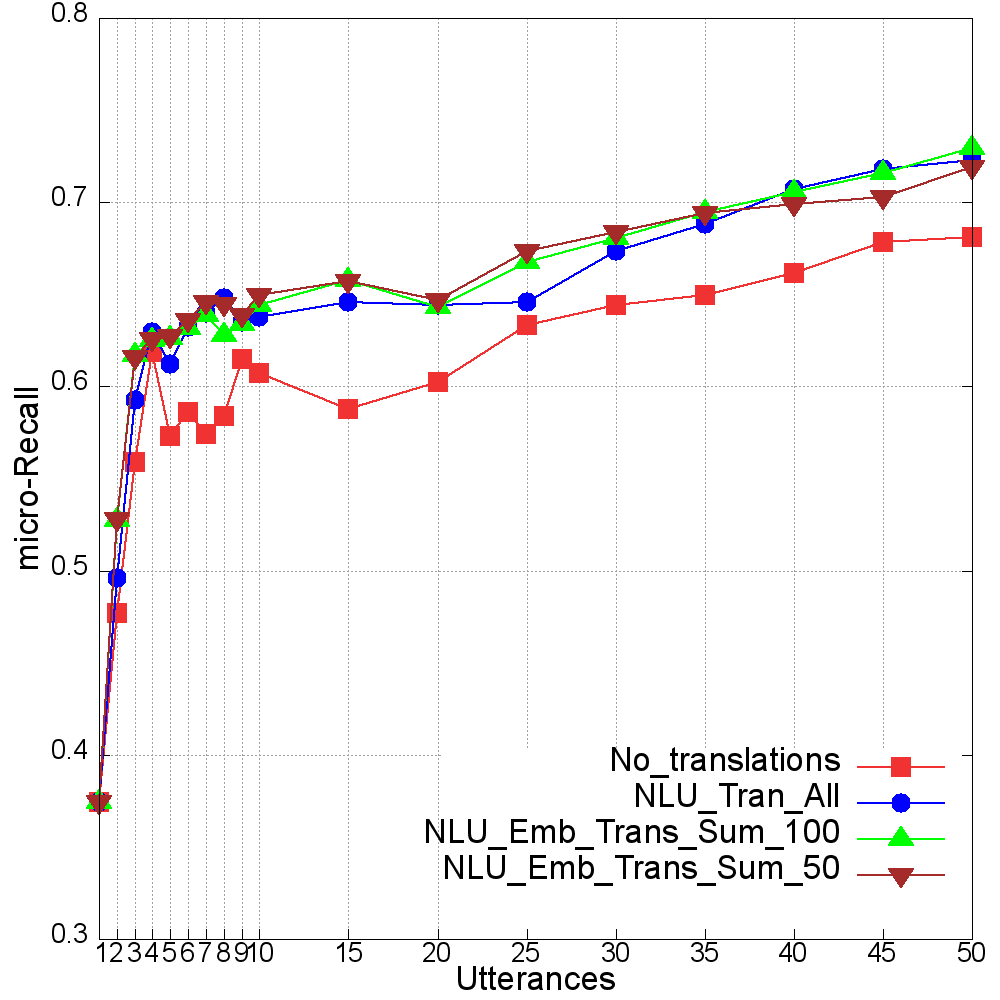 0.8
0.7
0.6
0.5
0.4
0.3
micro-Recall
No_translations
NLU_Tran_All
NLU_Emb_Trans_Sum_100
NLU_Emb_Trans_Sum_50
1 2 3 4 5 6 7 8 9 10 15 20 25 30 35 40 45 50
Utterances